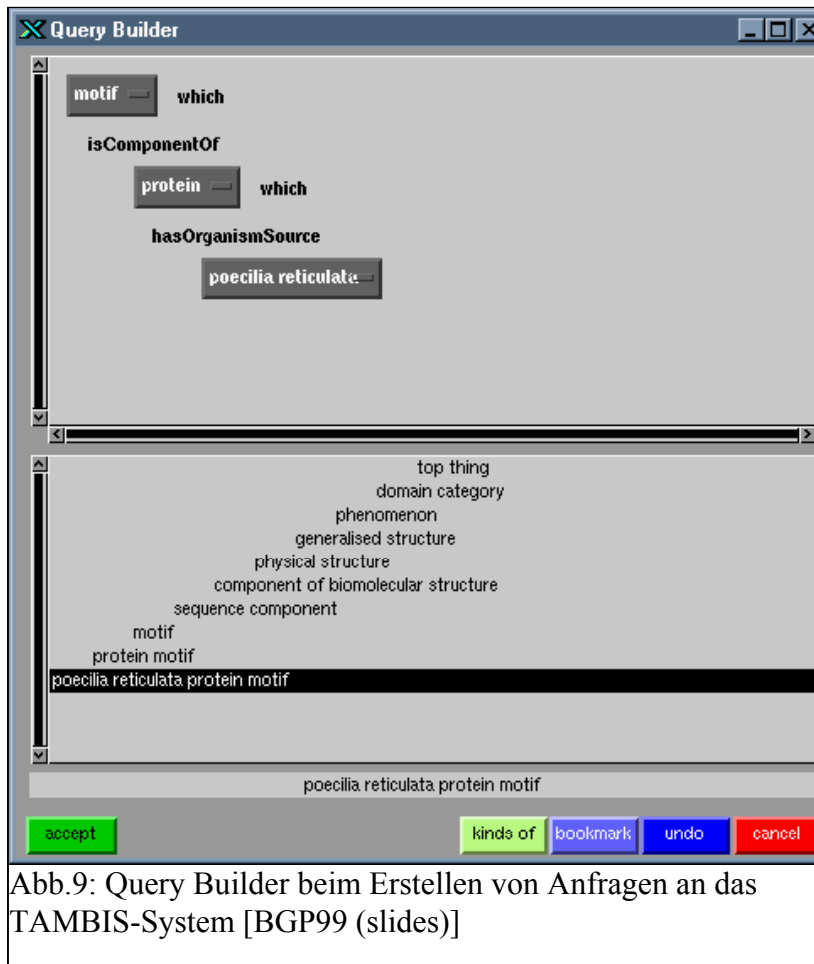 Query Builder
motif which
isComponentOf
protein which
hasOrganismSource
poecilia reticulata
top thing
domain category
phenomenon
generalised structure
physical structure
component of biomolecular structure
sequence component
motif
protein motif
poecilia reticulata protein motif
poecilia reticulata protein motif
accept kinds of bookmark undo cancel
Abb.9: Query Builder beim Erstellen von Anfragen an das
TAMBIS-System [BGP99 (slides)]